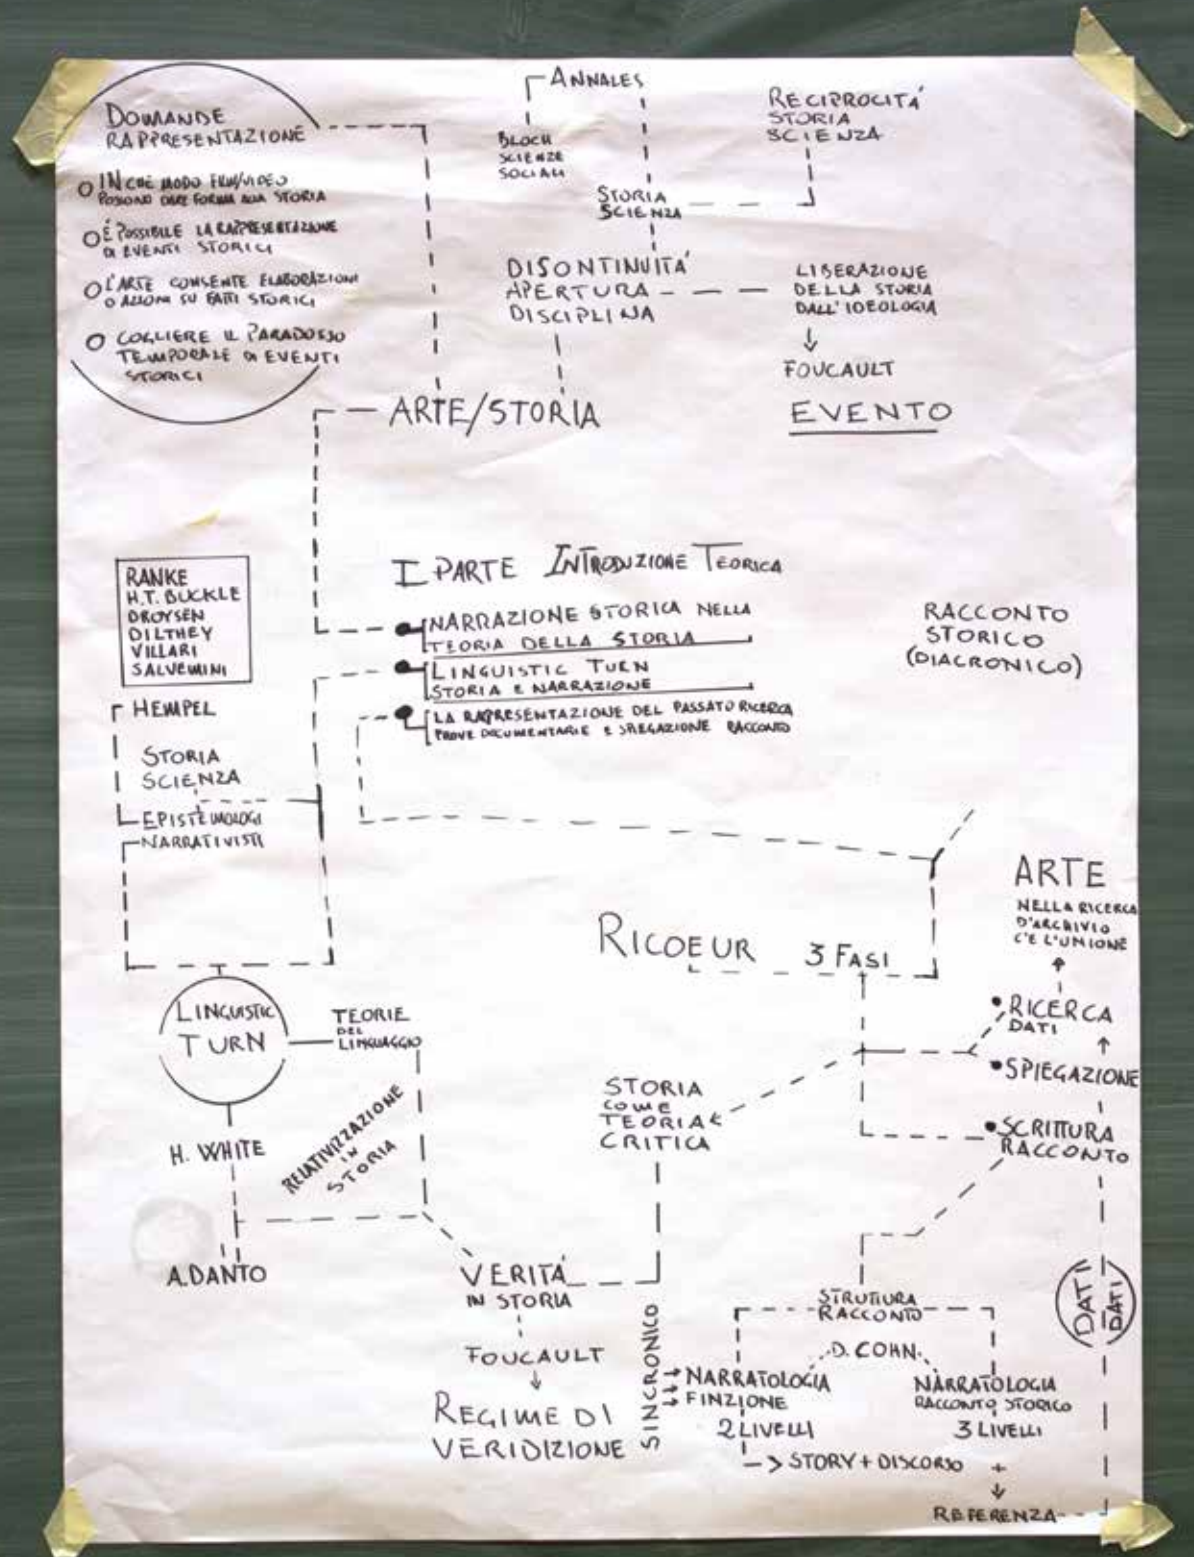 DOMANDE
RAPPRESENTAZIONE
IN CHE MODO FILM/VIDEO
POSSONO DARE FORMA ALLA STORIA
É POSSIBILE LA RAPPRESETAZIONE
DI EVENTI STORICI
L'ARTE CONSENTE ELABORAZIONI
O AZIONI SU FATTI STORICI
COGLIERE IL PARADOSSO
TEMPORALE DI EVENTI
STORICI
ANNALES
BLOCH
SCIENZE
SOCIALI
RECIPROCITÁ
STORIA
SCIENZA
STORIA
SCIENZA
DISONTINUITÁ
APERTURA
DISCIPLINA
LIBERAZIONE
DELLA STORIA
DALL'IDEOLOGIA
FOUCAULT
EVENTO
ARTE/STORIA
I PARTE INTRODUZIONE TEORICA
NARRAZIONE STORICA NELLA
TEORIA DELLA STORIA
LINGUISTIC TURN
STORIA E NARRAZIONE
LA RAPRESENTAZIONE DEL PASSATO RICERCA
PROVE DOCUMENTARIE E SPIEGAZIONE RACCONTO
RANKE
H.T. BUCKLE
DROYSEN
DILTHEY
VILLARI
SALVEMINI
HEMPEL
STORIA
SCIENZA
EPISTEMOLOGI
NARRATIVISTI
RACCONTO
STORICO
(DIACRONICO)
LINGUISTIC
TURN
TEORIE
DEL
LINGUAGGIO
H. WHITE
RELATIVIZZAZIONE
IN
STORIA
A.DANTO
RICOEUR 3 FASI
ARTE
NELLA RICERCA
D'ARCHIVIO
C'E L'UNIONE
RICERCA
DATI
SPIEGAZIONE
SCRITTURA
RACCONTO
STORIA
COME
TEORIA
CRITICA
VERITÁ
IN STORIA
FOUCAULT
REGIME DI
VERIDIZIONE
SINCRONICO
STRUTTURA
RACCONTO
D. COHN
NARRATOLOGIA
FINZIONE
2 LIVELLI
NARRATOLOGIA
RACCONTO STORICO
3 LIVELLI
STORY + DISCORSO +
REFERENZA
DATI
DATI